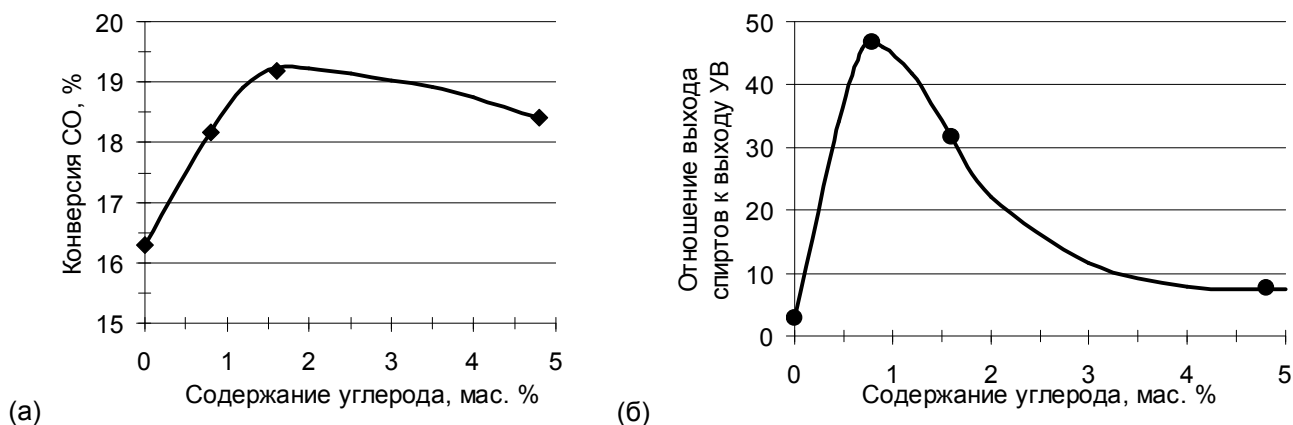 20
19
18
17
16
15
Конверсия СО, %
0 1 2 3 4 5
Содержание углерода, мас. %
(а)
50
40
30
20
10
0
Отношение выхода
спиртов к выходу УВ
0 1 2 3 4 5
Содержание углерода, мас. %
(б)